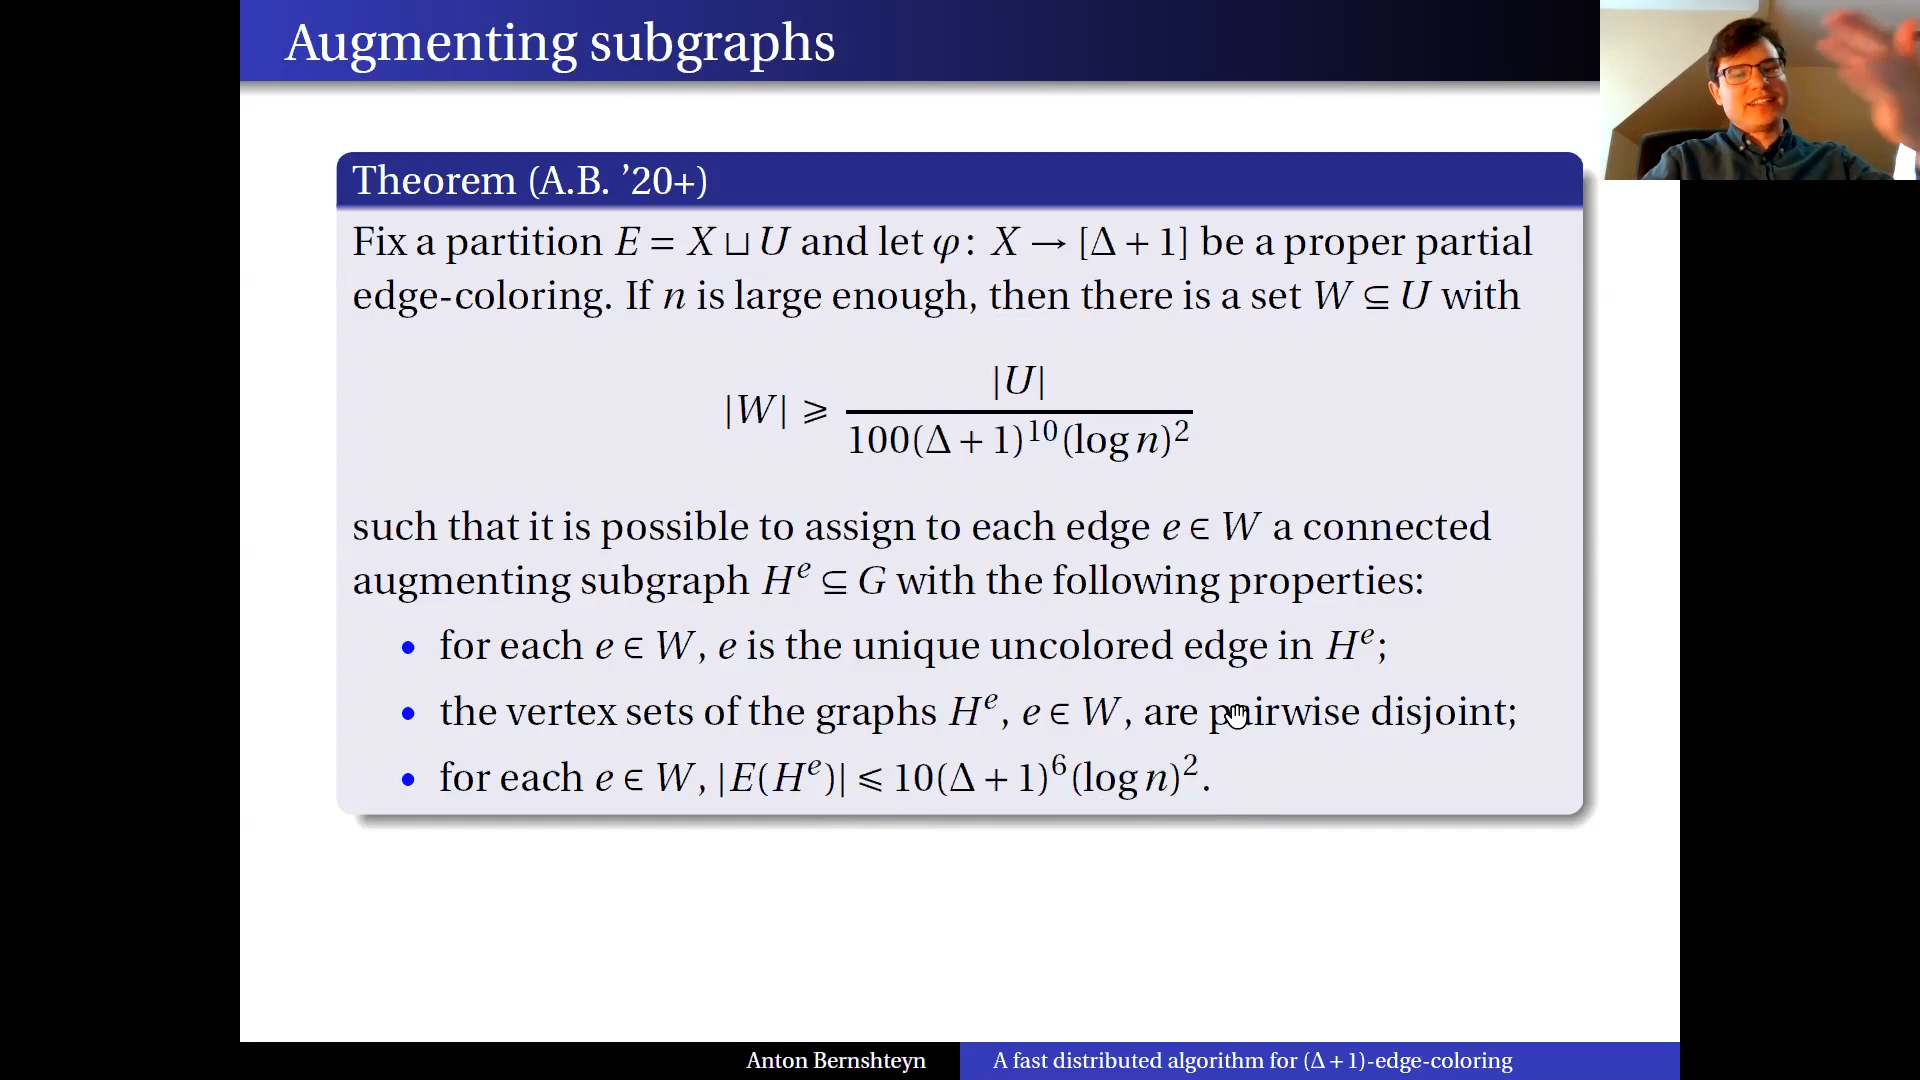 Augmenting subgraphs
Theorem (A.B. ’20+)
Fix a partition E = X ⊔ U and let φ: X → [Δ + 1] be a proper partial
edge-coloring. If n is large enough, then there is a set W ⊆ U with
|W| ⩾ |U| / 100(Δ + 1)^10 (log n)^2
such that it is possible to assign to each edge e ∈ W a connected
augmenting subgraph H^e ⊆ G with the following properties:
• for each e ∈ W, e is the unique uncolored edge in H^e;
• the vertex sets of the graphs H^e, e ∈ W, are pairwise disjoint;
• for each e ∈ W, |E(H^e)| ⩽ 10(Δ + 1)^6 (log n)^2.
Anton Bernshteyn
A fast distributed algorithm for (Δ + 1)-edge-coloring